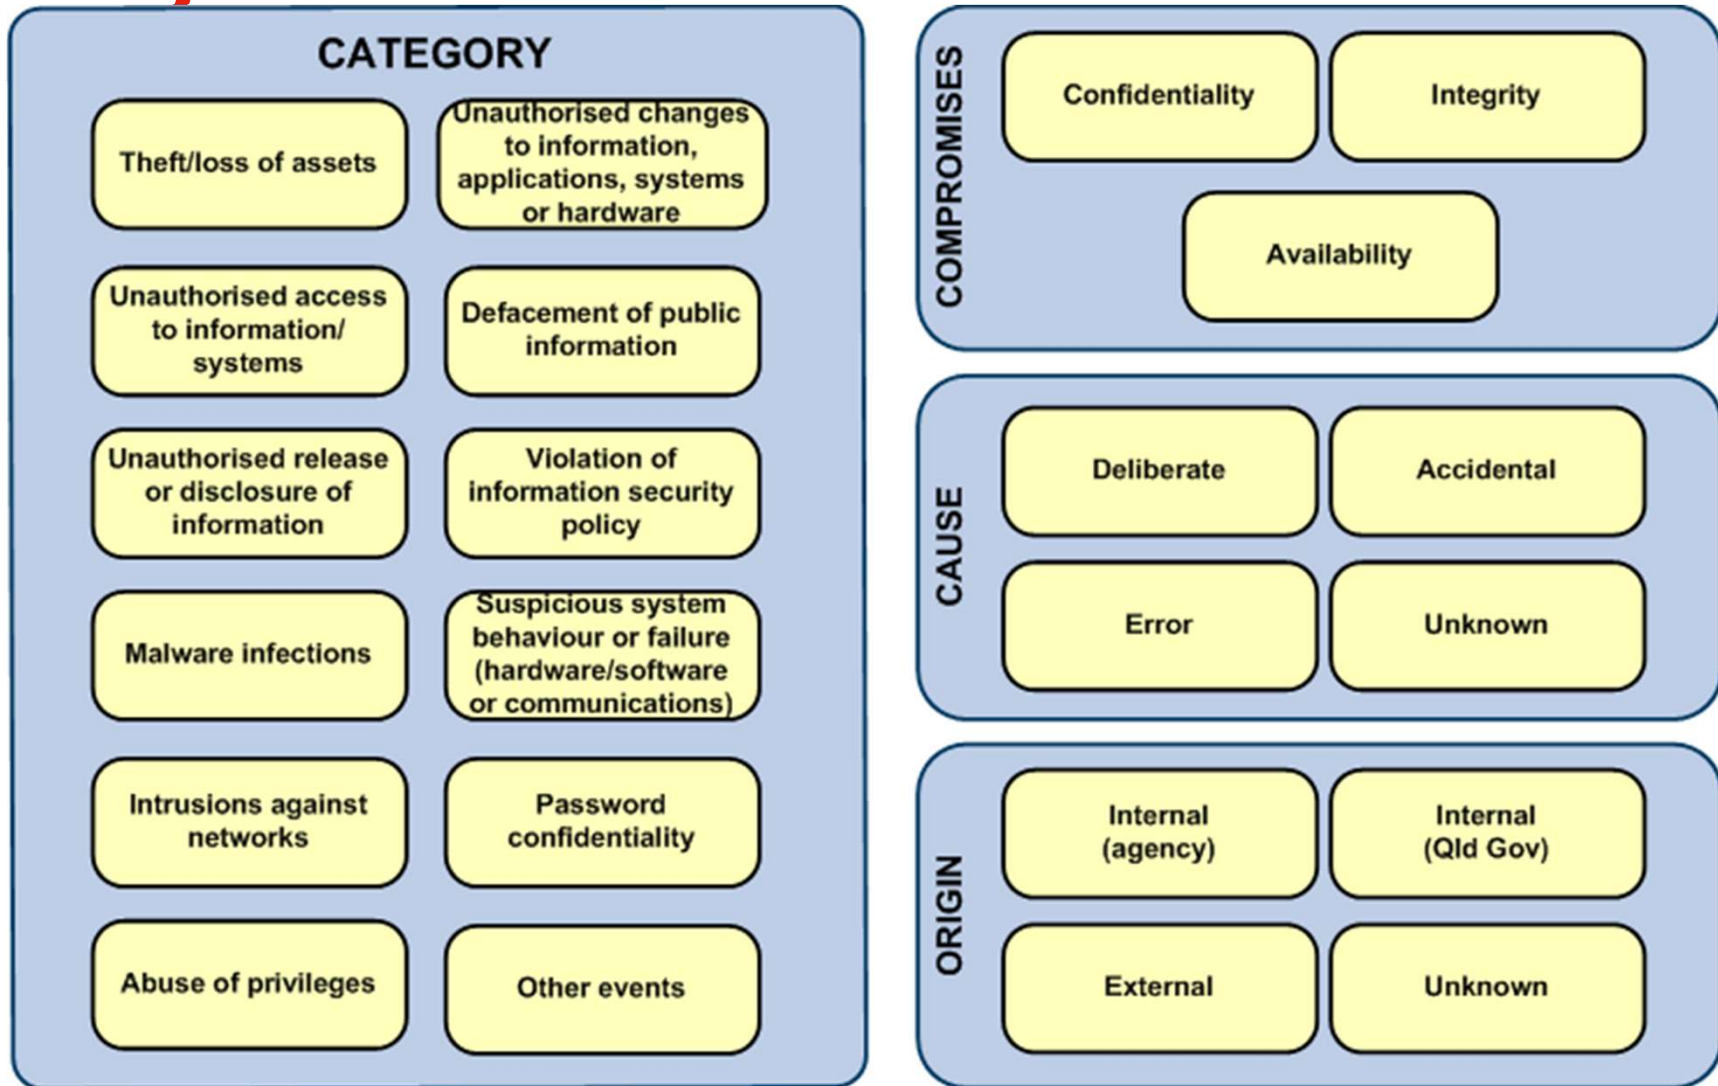 CATEGORY
Theft/loss of assets
Unauthorised changes
to information,
applications, systems
or hardware
Unauthorised access
to information/
systems
Defacement of public
information
Unauthorised release
or disclosure of
information
Violation of
information security
policy
Malware infections
Suspicious system
behaviour or failure
(hardware/software
or communications)
Intrusions against
networks
Password
confidentiality
Abuse of privileges
Other events
COMPROMISES
Confidentiality
Integrity
Availability
CAUSE
Deliberate
Accidental
Error
Unknown
ORIGIN
Internal
(agency)
Internal
(Qld Gov)
External
Unknown